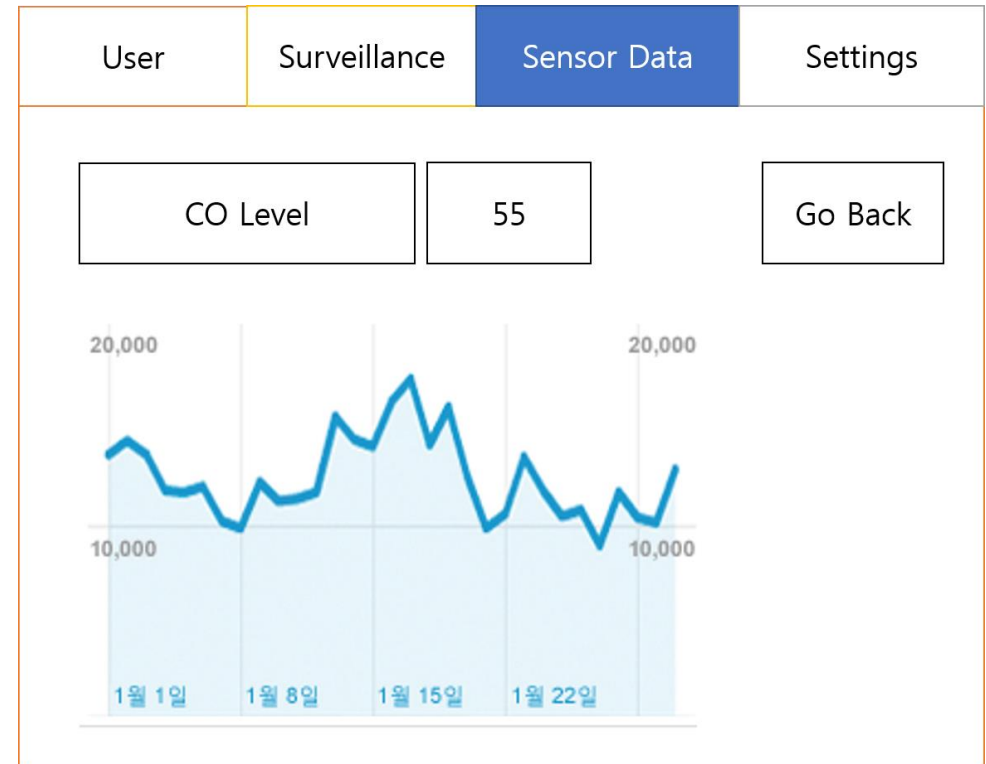 User
Surveillance
Sensor Data
Settings
CO Level
55
Go Back
20,000
20,000
10,000
10,000
1월 1일
1월 8일
1월 15일
1월 22일